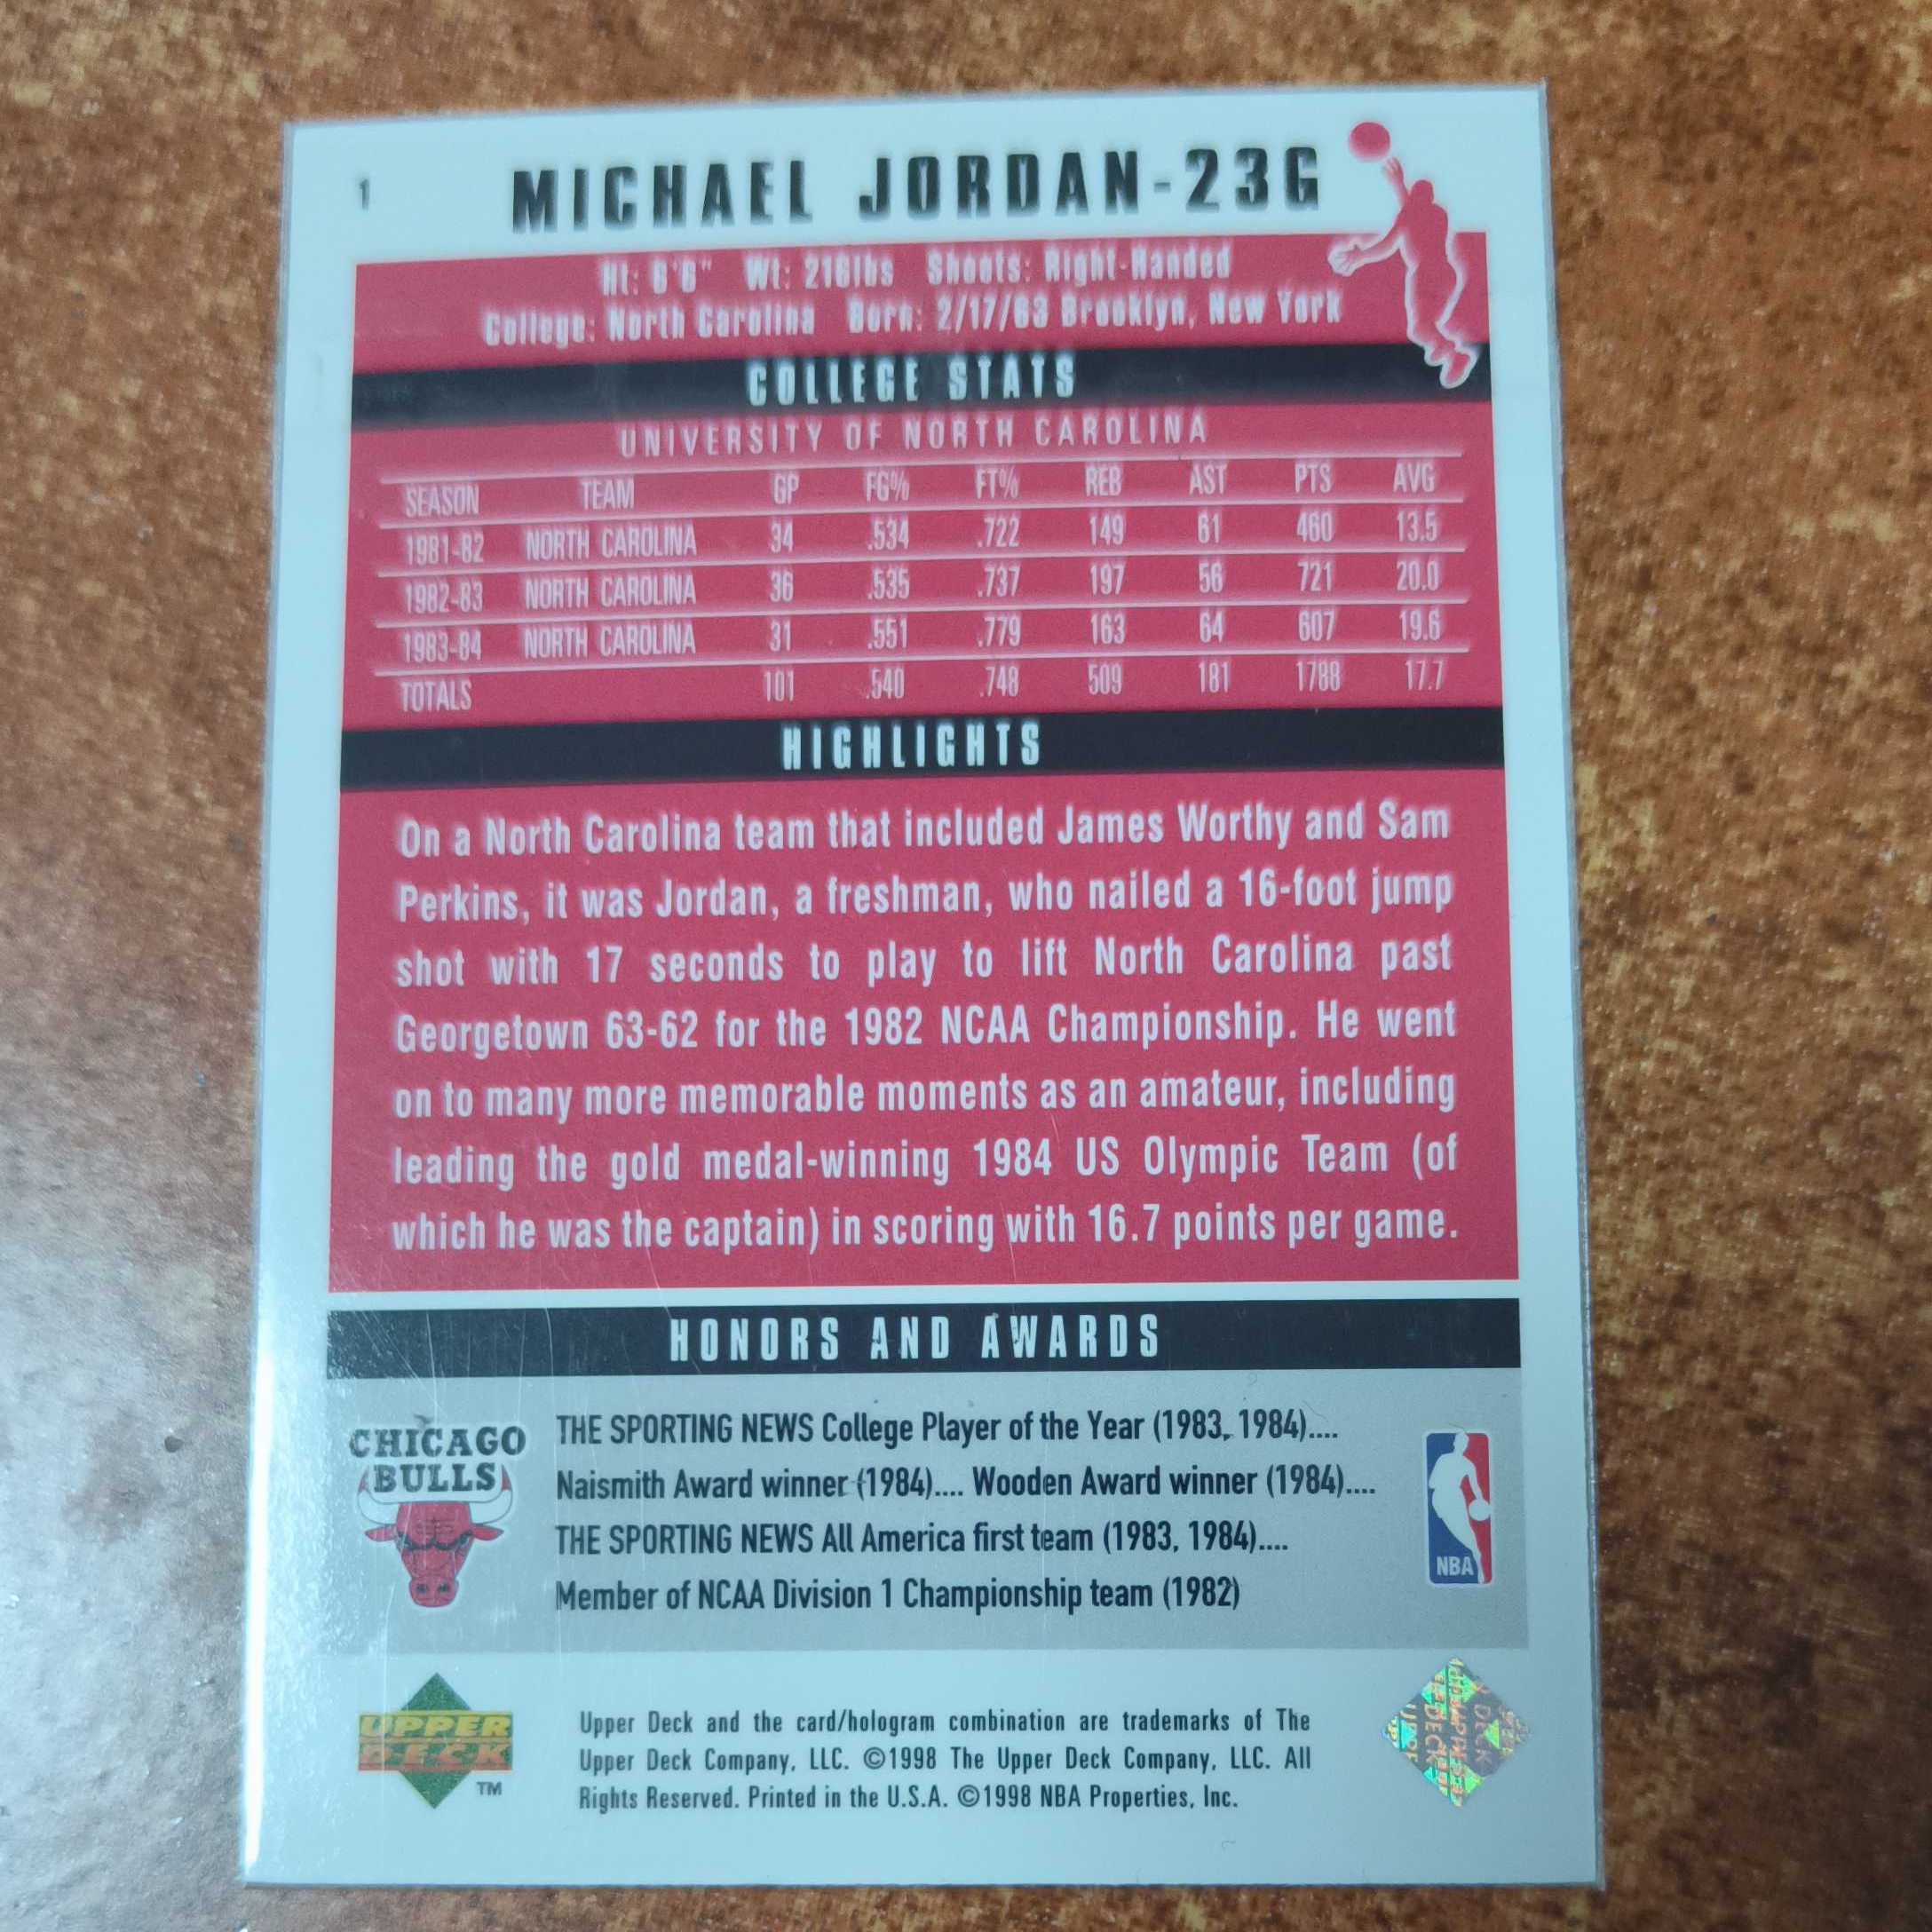 1
MICHAEL JORDAN-23G
Ht: 6'6" Wt: 216lbs Shoots: Right-Handed
College: North Carolina Born: 2/17/63 Brooklyn, New York
COLLEGE STATS
UNIVERSITY OF NORTH CAROLINA
SEASON TEAM GP FG% FT% REB AST PTS AVG
1981-82 NORTH CAROLINA 34 .534 .722 149 61 460 13.5
1982-83 NORTH CAROLINA 36 .535 .737 197 56 721 20.0
1983-84 NORTH CAROLINA 31 .551 .779 163 64 607 19.6
TOTALS 101 .540 .748 509 181 1788 17.7
HIGHLIGHTS
On a North Carolina team that included James Worthy and Sam
Perkins, it was Jordan, a freshman, who nailed a 16-foot jump
shot with 17 seconds to play to lift North Carolina past
Georgetown 63-62 for the 1982 NCAA Championship. He went
on to many more memorable moments as an amateur, including
leading the gold medal-winning 1984 US Olympic Team (of
which he was the captain) in scoring with 16.7 points per game.
HONORS AND AWARDS
CHICAGO
BULLS
THE SPORTING NEWS College Player of the Year (1983, 1984)....
Naismith Award winner (1984).... Wooden Award winner (1984)....
THE SPORTING NEWS All America first team (1983, 1984)....
Member of NCAA Division 1 Championship team (1982)
NBA
UPPER
DECK
TM
Upper Deck and the card/hologram combination are trademarks of The
Upper Deck Company, LLC. ©1998 The Upper Deck Company, LLC. All
Rights Reserved. Printed in the U.S.A. ©1998 NBA Properties, Inc.